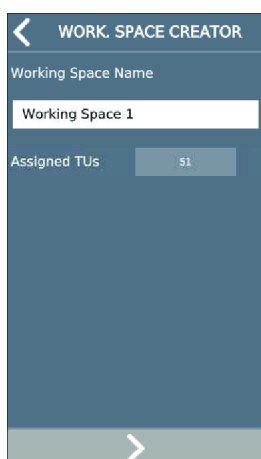 WORK. SPACE CREATOR
Working Space Name
Working Space 1
Assigned TUs 51